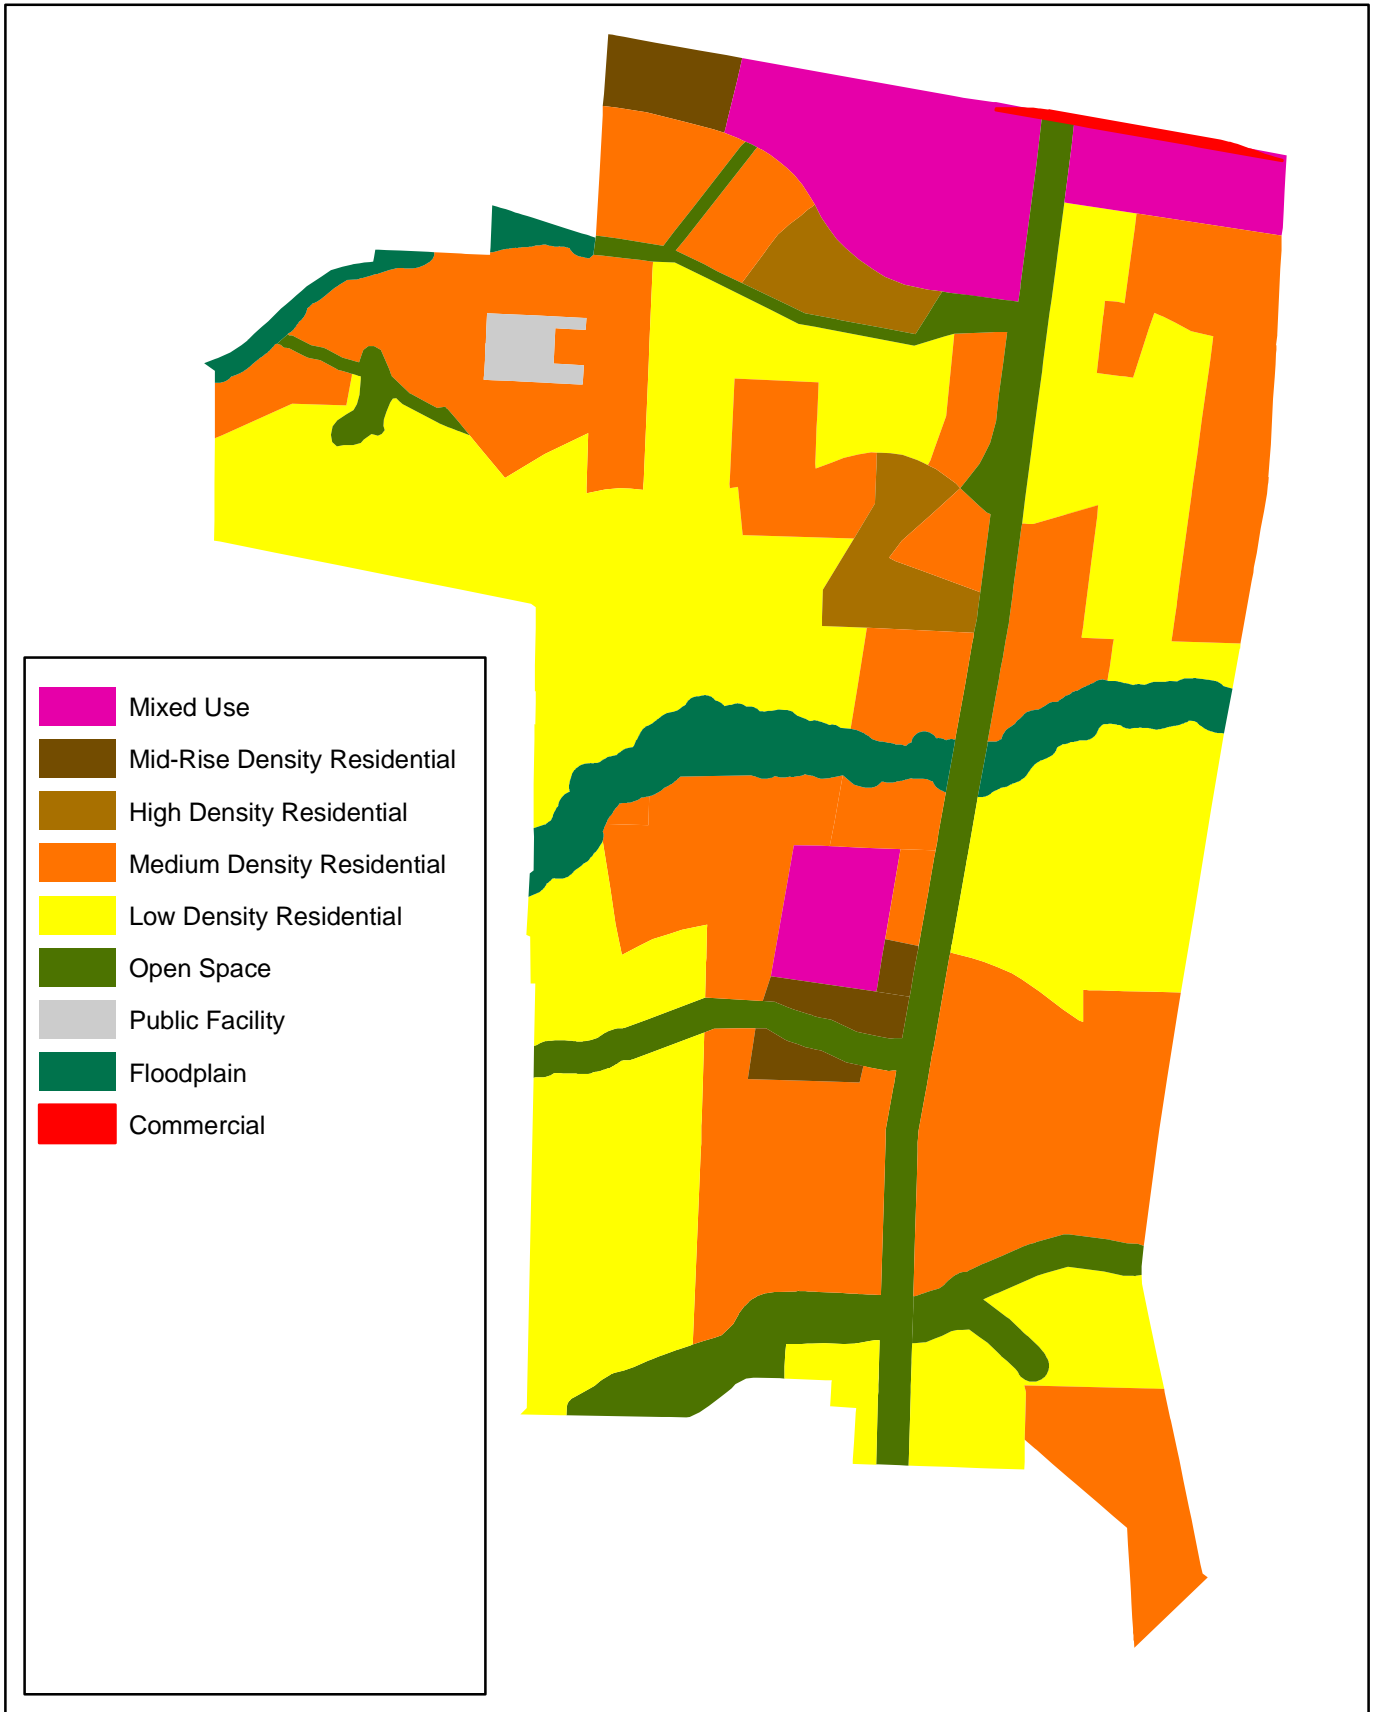 Mixed Use
Mid-Rise Density Residential
High Density Residential
Medium Density Residential
Low Density Residential
Open Space
Public Facility
Floodplain
Commercial